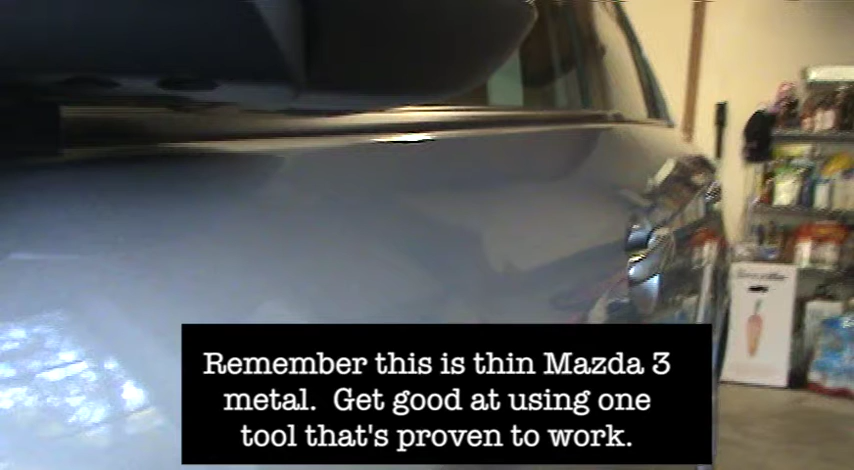 Remember this is thin Mazda 3
metal.  Get good at using one
tool that's proven to work.